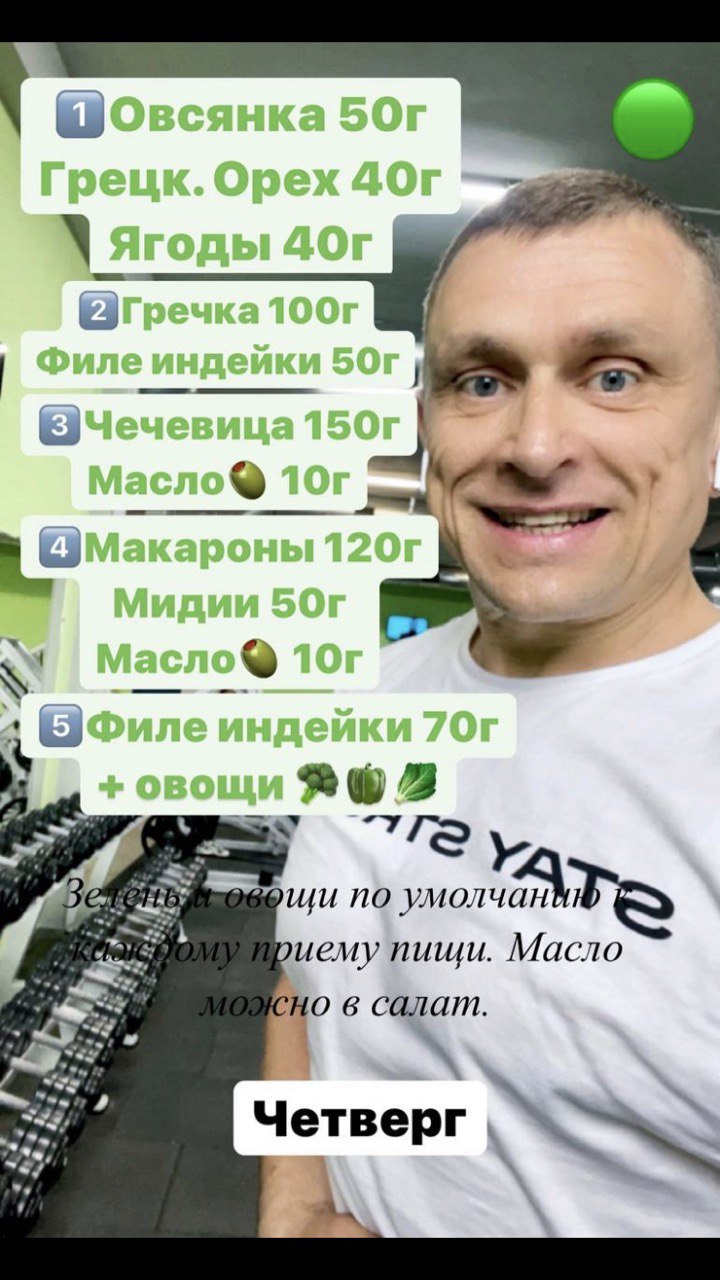 1️⃣Овсянка 50г
Грецк. Орех 40г
Ягоды 40г
2️⃣Гречка 100г
Филе индейки 50г
3️⃣Чечевица 150г
Масло🫒 10г
4️⃣Макароны 120г
Мидии 50г
Масло🫒 10г
5️⃣Филе индейки 70г
+ овощи 🥦🫑🥬
STAY STR
Зелень и овощи по умолчанию к
каждому приему пищи. Масло
можно в салат.
Четверг